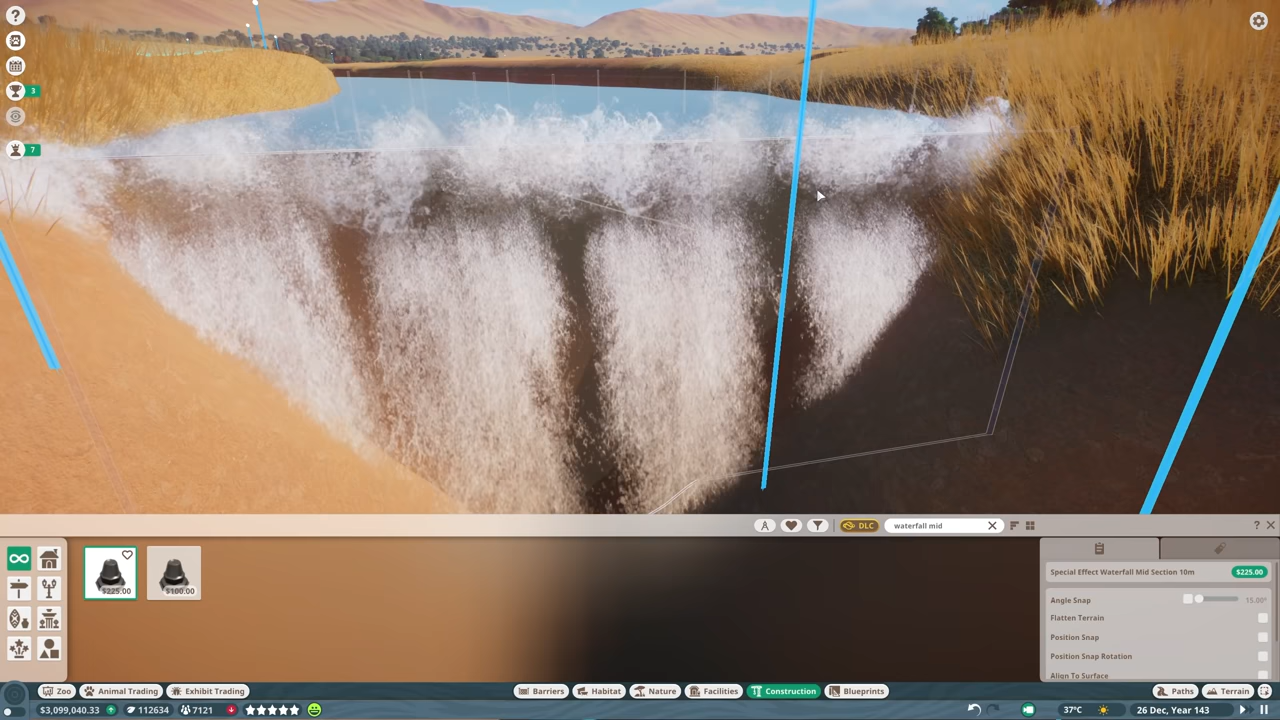 ?
3
7
DLC
waterfall mid
?
$225.00
$100.00
Special Effect Waterfall Mid Section 10m
$225.00
Angle Snap
15.00°
Flatten Terrain
Position Snap
Position Snap Rotation
Align To Surface
Zoo
Animal Trading
Exhibit Trading
Barriers
Habitat
Nature
Facilities
Construction
Blueprints
Paths
Terrain
$3,099,040.33
112634
7121
37°C
26 Dec, Year 143